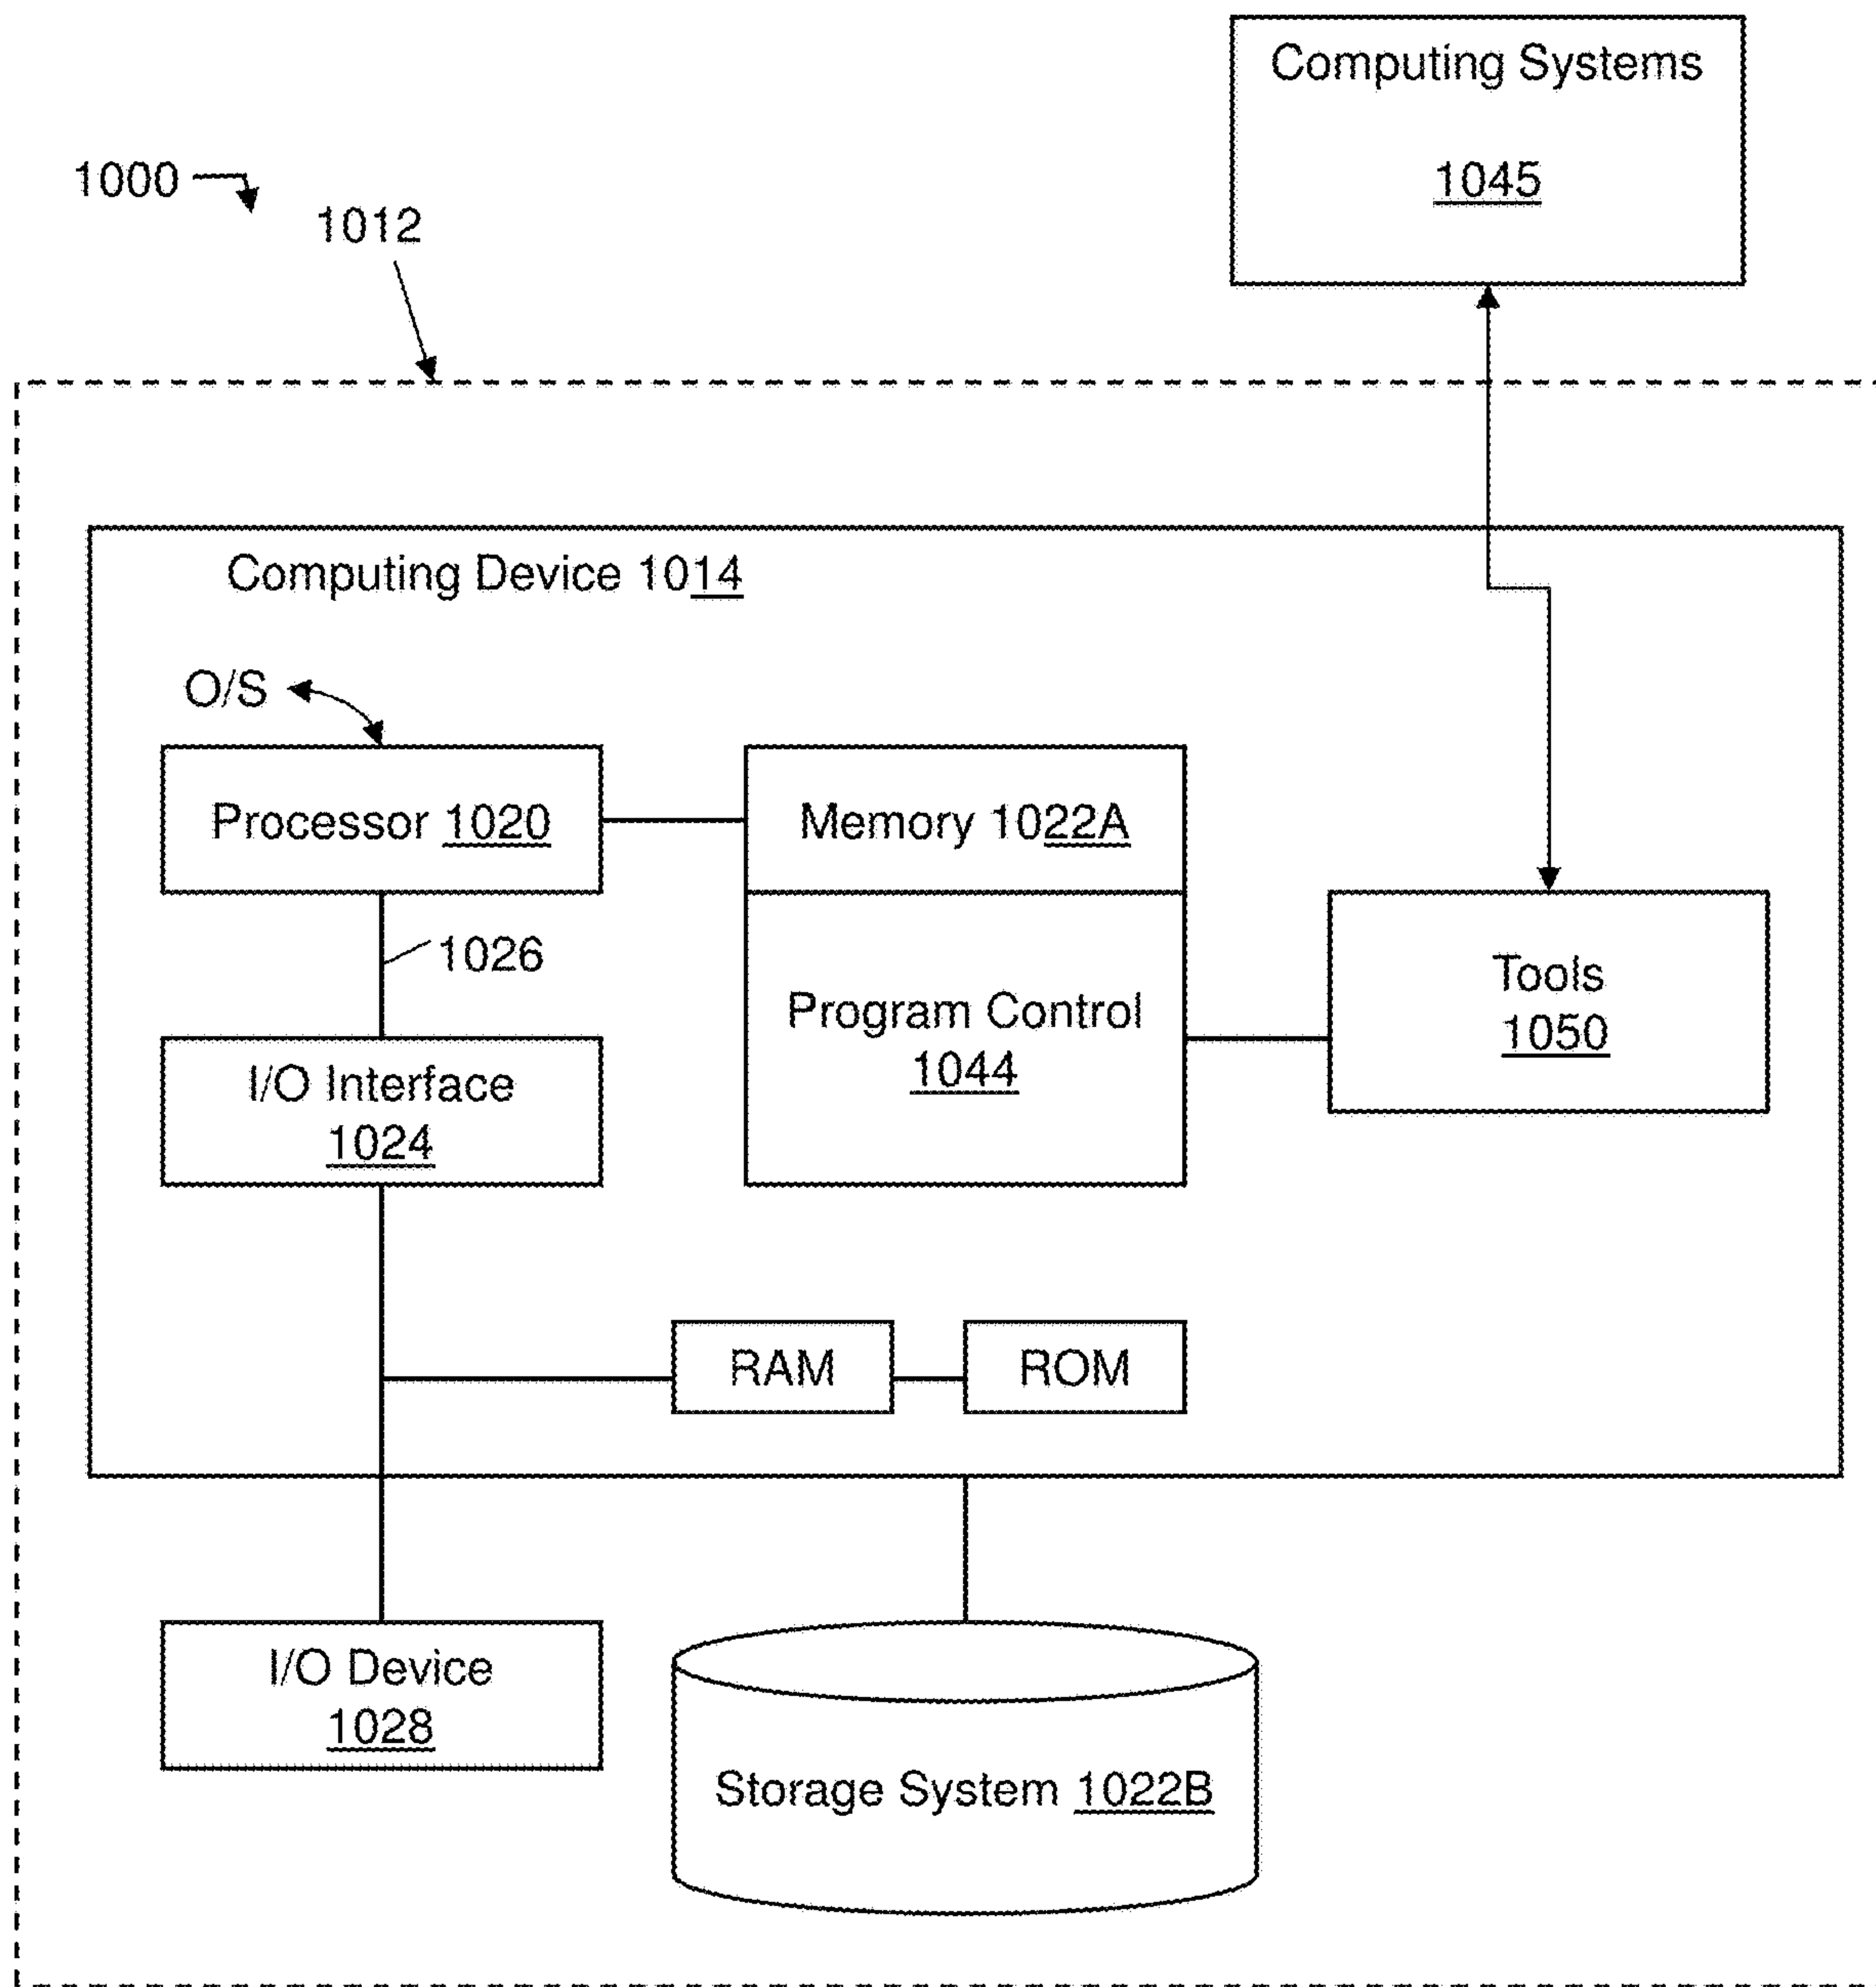 Computing Systems
1045
1000
1012
Computing Device 1014
O/S
Processor 1020
Memory 1022A
1026
Tools
1050
Program Control
1044
I/O Interface
1024
RAM
ROM
I/O Device
1028
Storage System 1022B